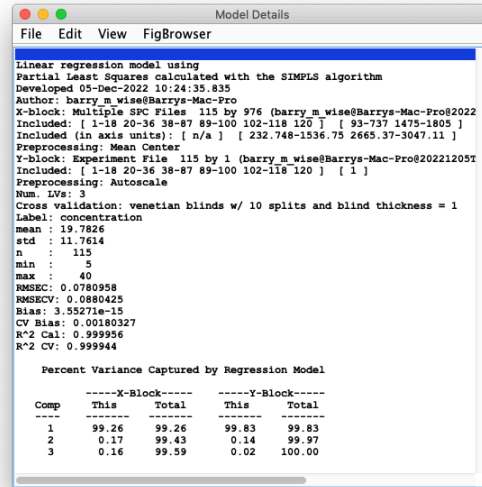 Model Details
File Edit View FigBrowser
Linear regression model using
Partial Least Squares calculated with the SIMPLS algorithm
Developed 05-Dec-2022 10:24:35.835
Author: barry_m_wise@Barrys-Mac-Pro
X-block: Multiple SPC Files  115 by 976 (barry_m_wise@Barrys-Mac-Pro@2022
Included: [ 1-18 20-36 38-87 89-100 102-118 120 ]  [ 93-737 1475-1805 ]
Included (in axis units): [ n/a ]  [ 232.748-1536.75 2665.37-3047.11 ]
Preprocessing: Mean Center
Y-block: Experiment File  115 by 1 (barry_m_wise@Barrys-Mac-Pro@20221205T
Included: [ 1-18 20-36 38-87 89-100 102-118 120 ]  [ 1 ]
Preprocessing: Autoscale
Num. LVs: 3
Cross validation: venetian blinds w/ 10 splits and blind thickness = 1
Label: concentration
mean : 19.7826
std  : 11.7614
n    :   115
min  :     5
max  :    40
RMSEC: 0.0780958
RMSECV: 0.0880425
Bias: 3.55271e-15
CV Bias: 0.00180327
R^2 Cal: 0.999956
R^2 CV: 0.999944
Percent Variance Captured by Regression Model
-----X-Block----- -----Y-Block-----
Comp This Total This Total
---- ------- ------- ------- -------
1 99.26 99.26 99.83 99.83
2 0.17 99.43 0.14 99.97
3 0.16 99.59 0.02 100.00